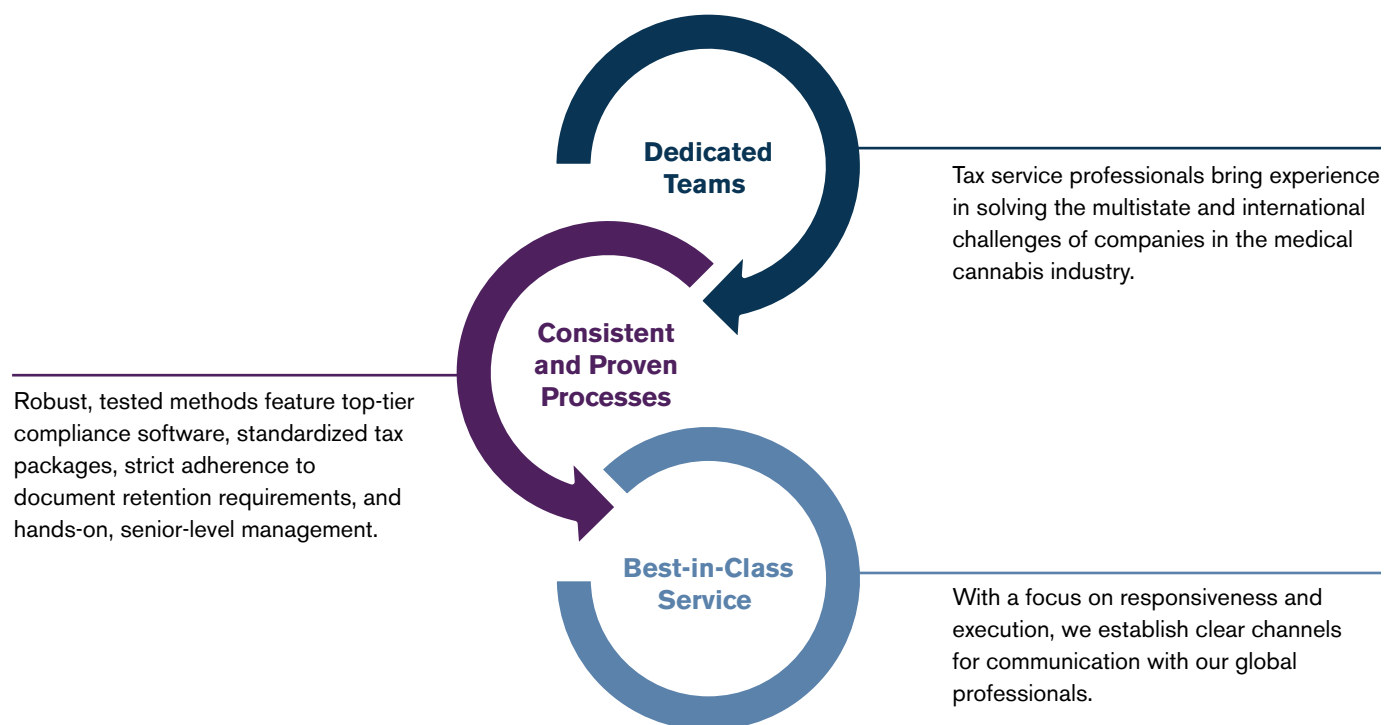 Dedicated
Teams
Tax service professionals bring experience
in solving the multistate and international
challenges of companies in the medical
cannabis industry.
Consistent
and Proven
Processes
Robust, tested methods feature top-tier
compliance software, standardized tax
packages, strict adherence to
document retention requirements, and
hands-on, senior-level management.
Best-in-Class
Service
With a focus on responsiveness and
execution, we establish clear channels
for communication with our global
professionals.